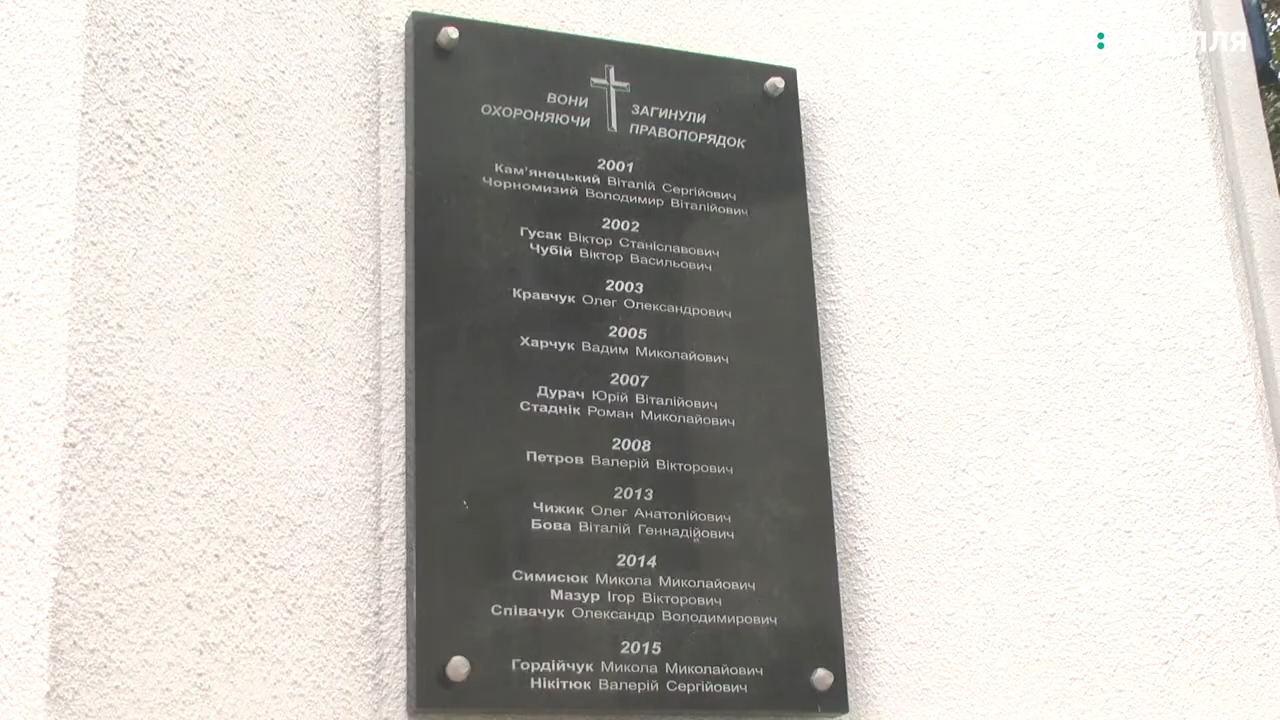 ВОНИ ЗАГИНУЛИ
ОХОРОНЯЮЧИ ПРАВОПОРЯДОК
2001
Кам'янецький Віталій Сергійович
Чорномизий Володимир Віталійович
2002
Гусак Віктор Станіславович
Чубій Віктор Васильович
2003
Кравчук Олег Олександрович
2005
Харчук Вадим Миколайович
2007
Дурач Юрій Віталійович
Стаднік Роман Миколайович
2008
Петров Валерій Вікторович
2013
Чижик Олег Анатолійович
Бова Віталій Геннадійович
2014
Симисюк Микола Миколайович
Мазур Ігор Вікторович
Співачук Олександр Володимирович
2015
Гордійчук Микола Миколайович
Нікітюк Валерій Сергійович